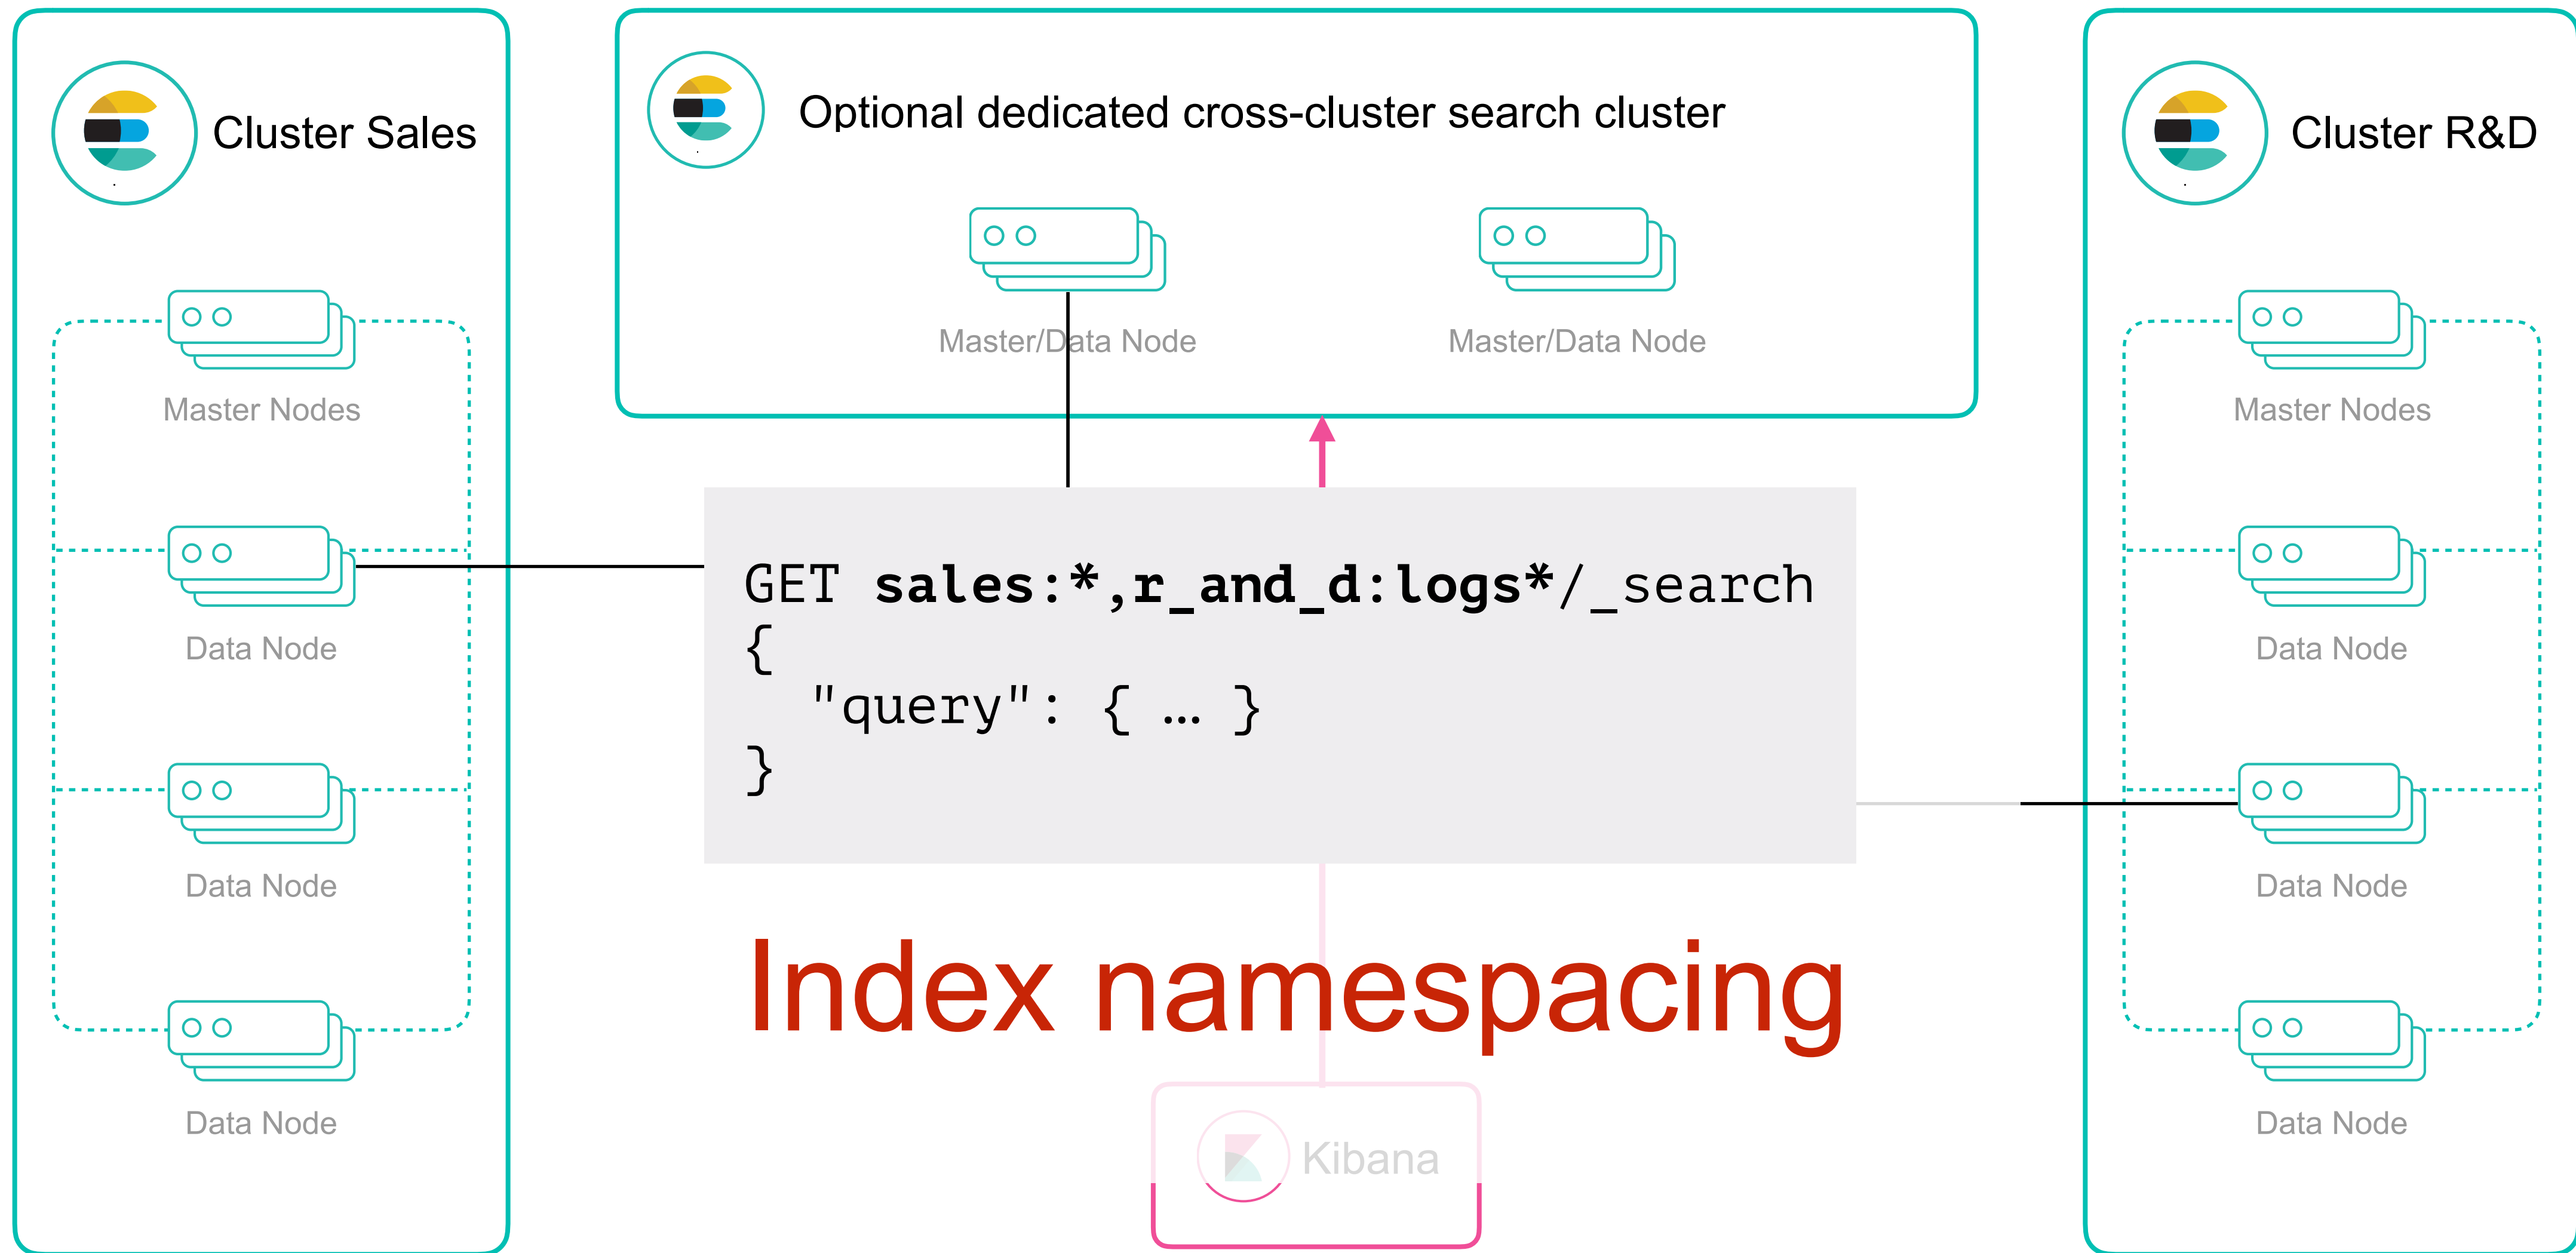 Cluster Sales
Master Nodes
Data Node
Data Node
Data Node
Optional dedicated cross-cluster search cluster
Master/Data Node
Master/Data Node
GET sales:*,r_and_d:logs*/_search
{
"query": { … }
}
Index namespacing
Kibana
Cluster R&D
Master Nodes
Data Node
Data Node
Data Node